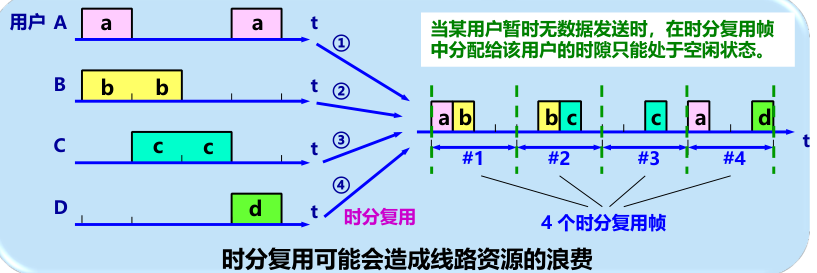 用户 A a a t ①
当某用户暂时无数据发送时，在时分复用帧
中分配给该用户的时隙只能处于空闲状态。
B b b t ②
C c c t ③
D d t ④
a b b c c a d t
#1 #2 #3 #4
时分复用
4 个时分复用帧
时分复用可能会造成线路资源的浪费